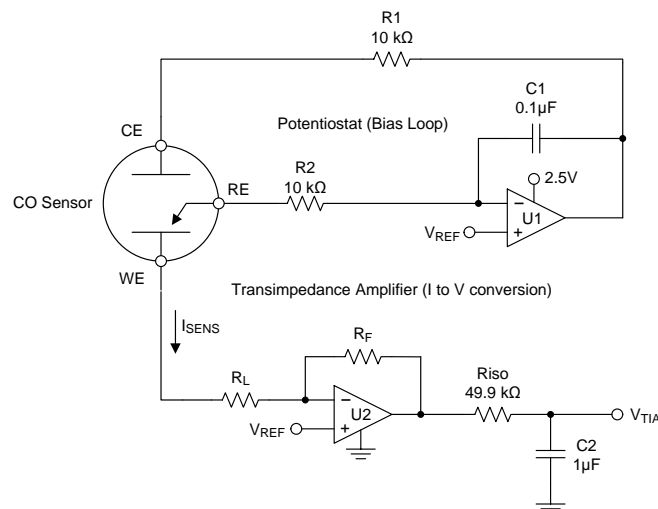 R1
10 kΩ
C1
0.1µF
Potentiostat (Bias Loop)
CE
R2
10 kΩ
RE
2.5V
CO Sensor
−
U1
+
VREF
WE
Transimpedance Amplifier (I to V conversion)
ISENS
RF
RL
−
U2
+
VREF
Riso
49.9 kΩ
VTIA
C2
1µF